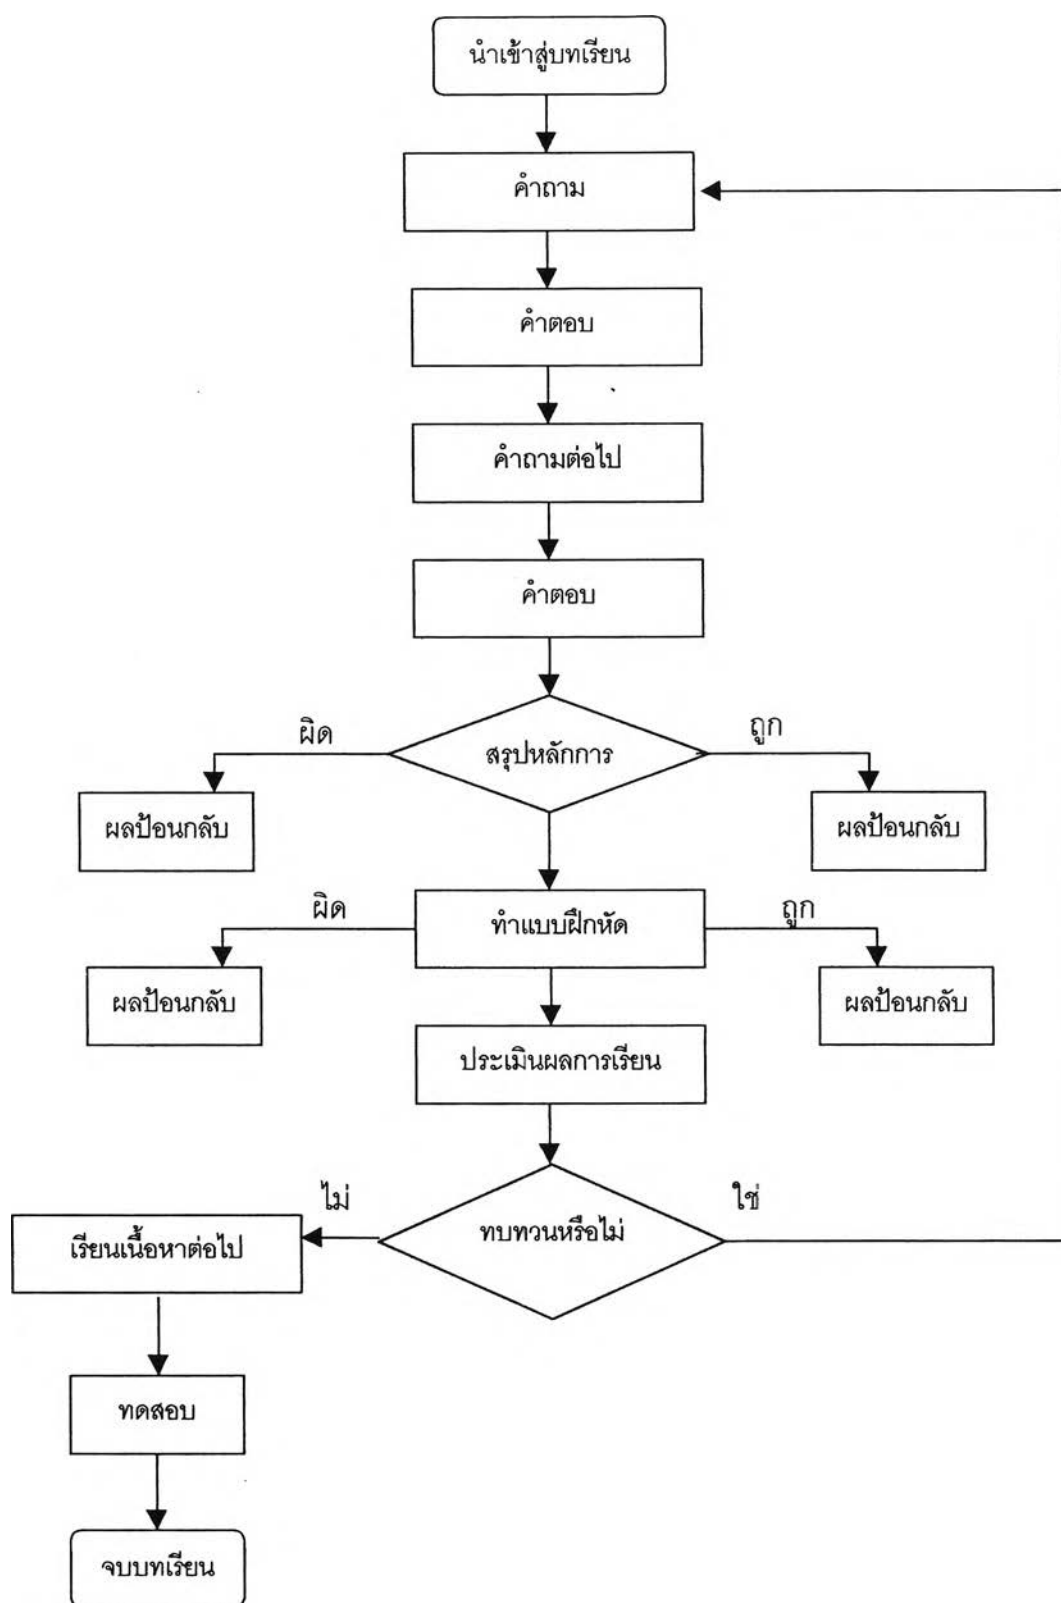 นำเข้าสู่บทเรียน
คำถาม
คำตอบ
คำถามต่อไป
คำตอบ
ผิด
ถูก
สรุปหลักการ
ผลป้อนกลับ
ผลป้อนกลับ
ผิด
ถูก
ทำแบบฝึกหัด
ผลป้อนกลับ
ผลป้อนกลับ
ประเมินผลการเรียน
ไม่
ใช่
ทบทวนหรือไม่
เรียนเนื้อหาต่อไป
ทดสอบ
จบบทเรียน